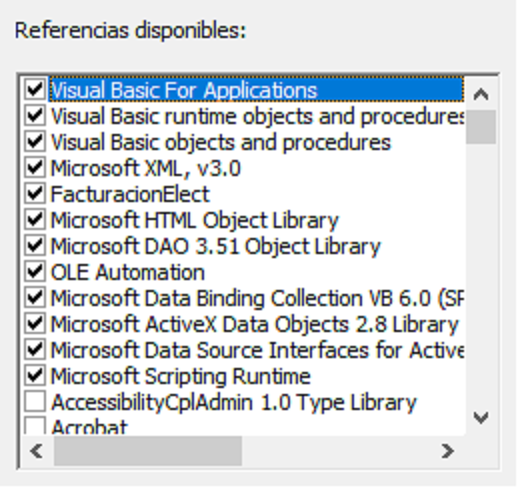 Referencias disponibles:
Visual Basic For Applications
Visual Basic runtime objects and procedures
Visual Basic objects and procedures
Microsoft XML, v3.0
FacturacionElect
Microsoft HTML Object Library
Microsoft DAO 3.51 Object Library
OLE Automation
Microsoft Data Binding Collection VB 6.0 (SP
Microsoft ActiveX Data Objects 2.8 Library
Microsoft Data Source Interfaces for Active
Microsoft Scripting Runtime
AccessibilityCplAdmin 1.0 Type Library
Acrobat